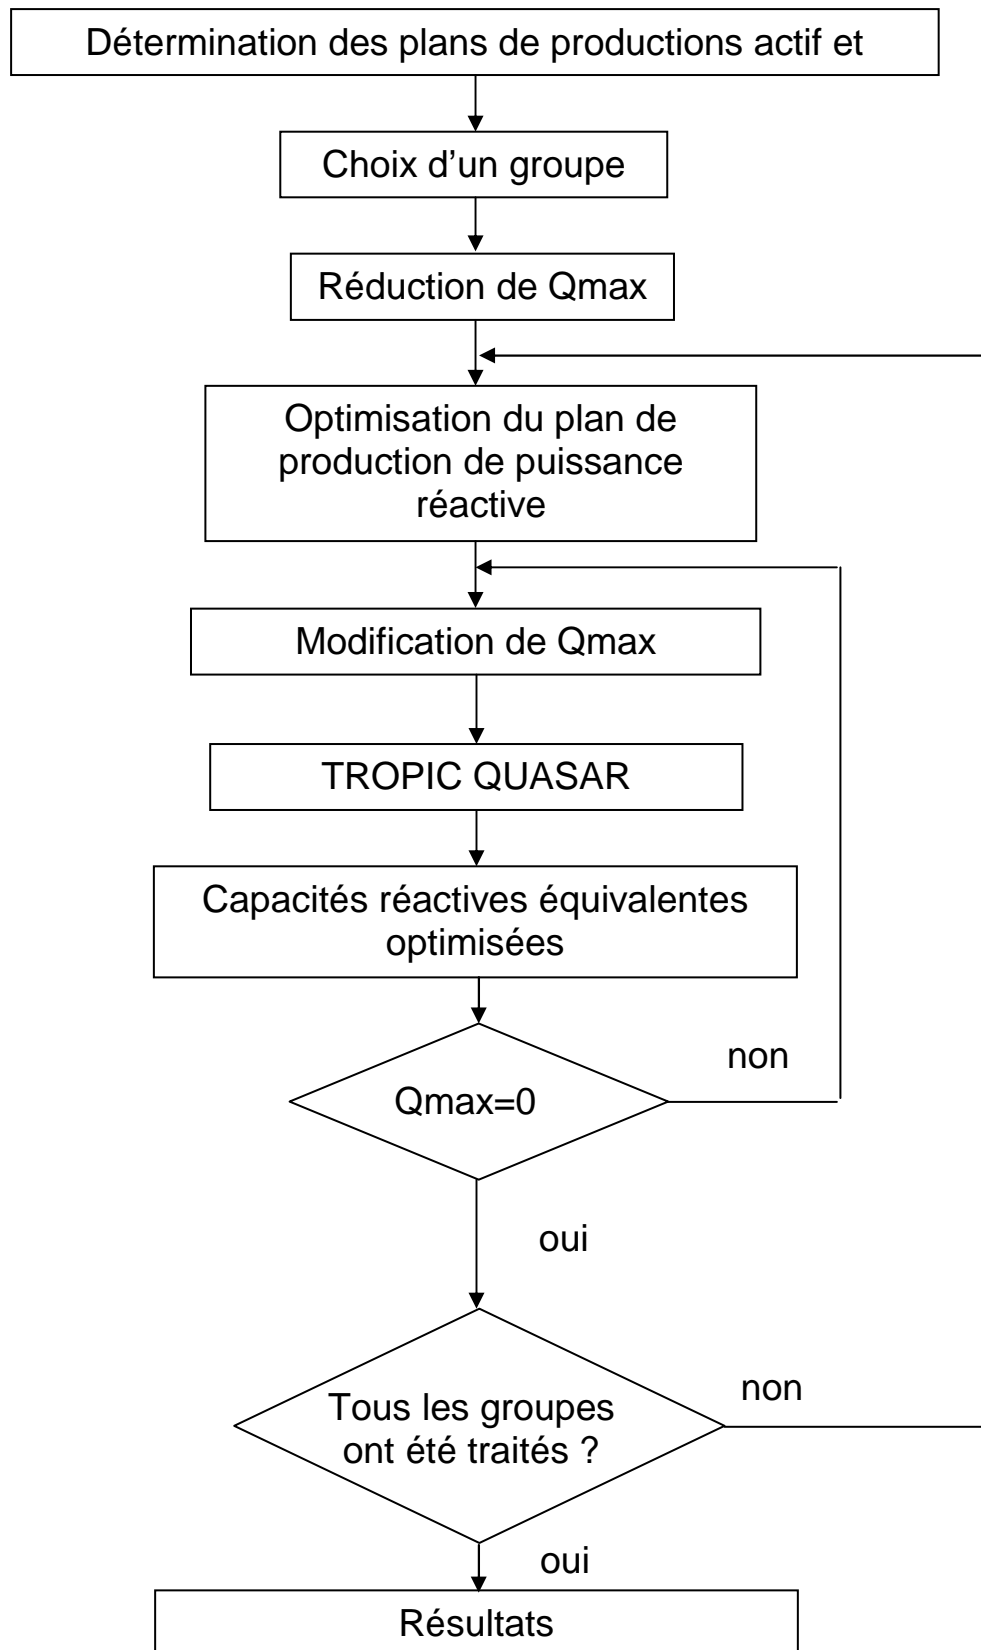 Détermination des plans de productions actif et
Choix d’un groupe
Réduction de Qmax
Optimisation du plan de
production de puissance
réactive
Modification de Qmax
TROPIC QUASAR
Capacités réactives équivalentes
optimisées
non
Qmax=0
oui
non
Tous les groupes
ont été traités ?
oui
Résultats